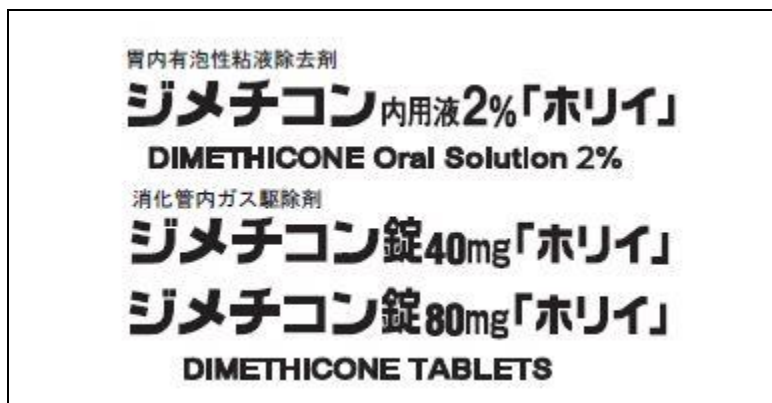 胃内有泡性粘液除去剤
ジメチコン内用液2%「ホリイ」
DIMETHICONE Oral Solution 2%
消化管内ガス駆除剤
ジメチコン錠40mg「ホリイ」
ジメチコン錠80mg「ホリイ」
DIMETHICONE TABLETS